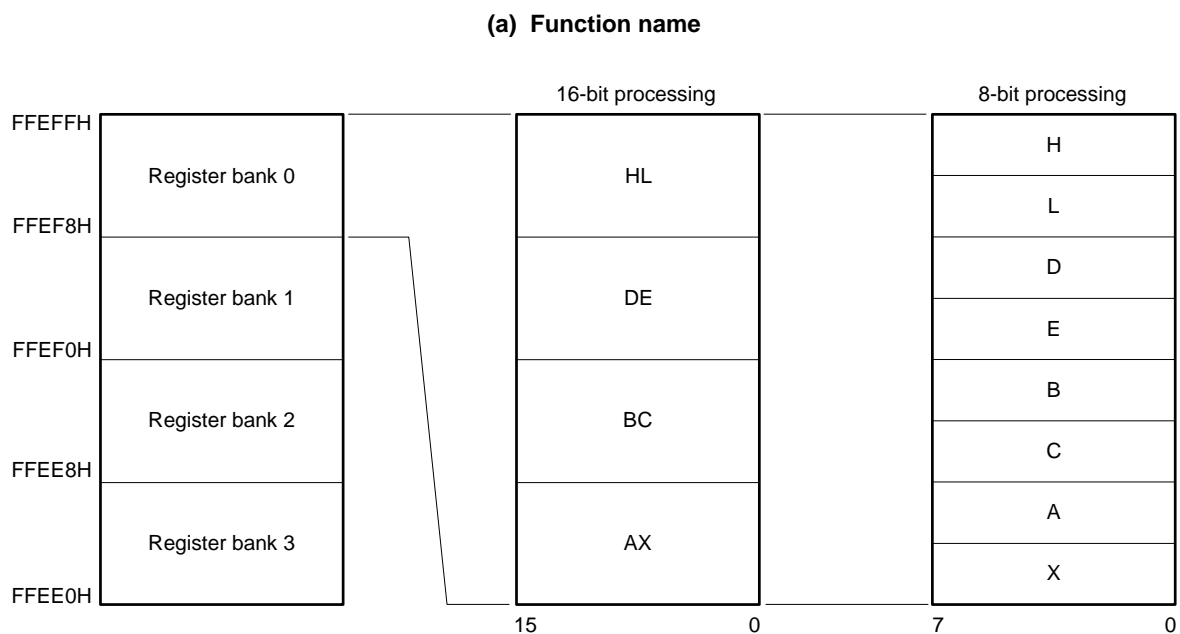 (a) Function name
16-bit processing
8-bit processing
FFEFFH
Register bank 0
HL
H
L
FFEF8H
Register bank 1
DE
D
E
FFEF0H
Register bank 2
BC
B
C
FFEE8H
Register bank 3
AX
A
X
FFEE0H
15
0
7
0